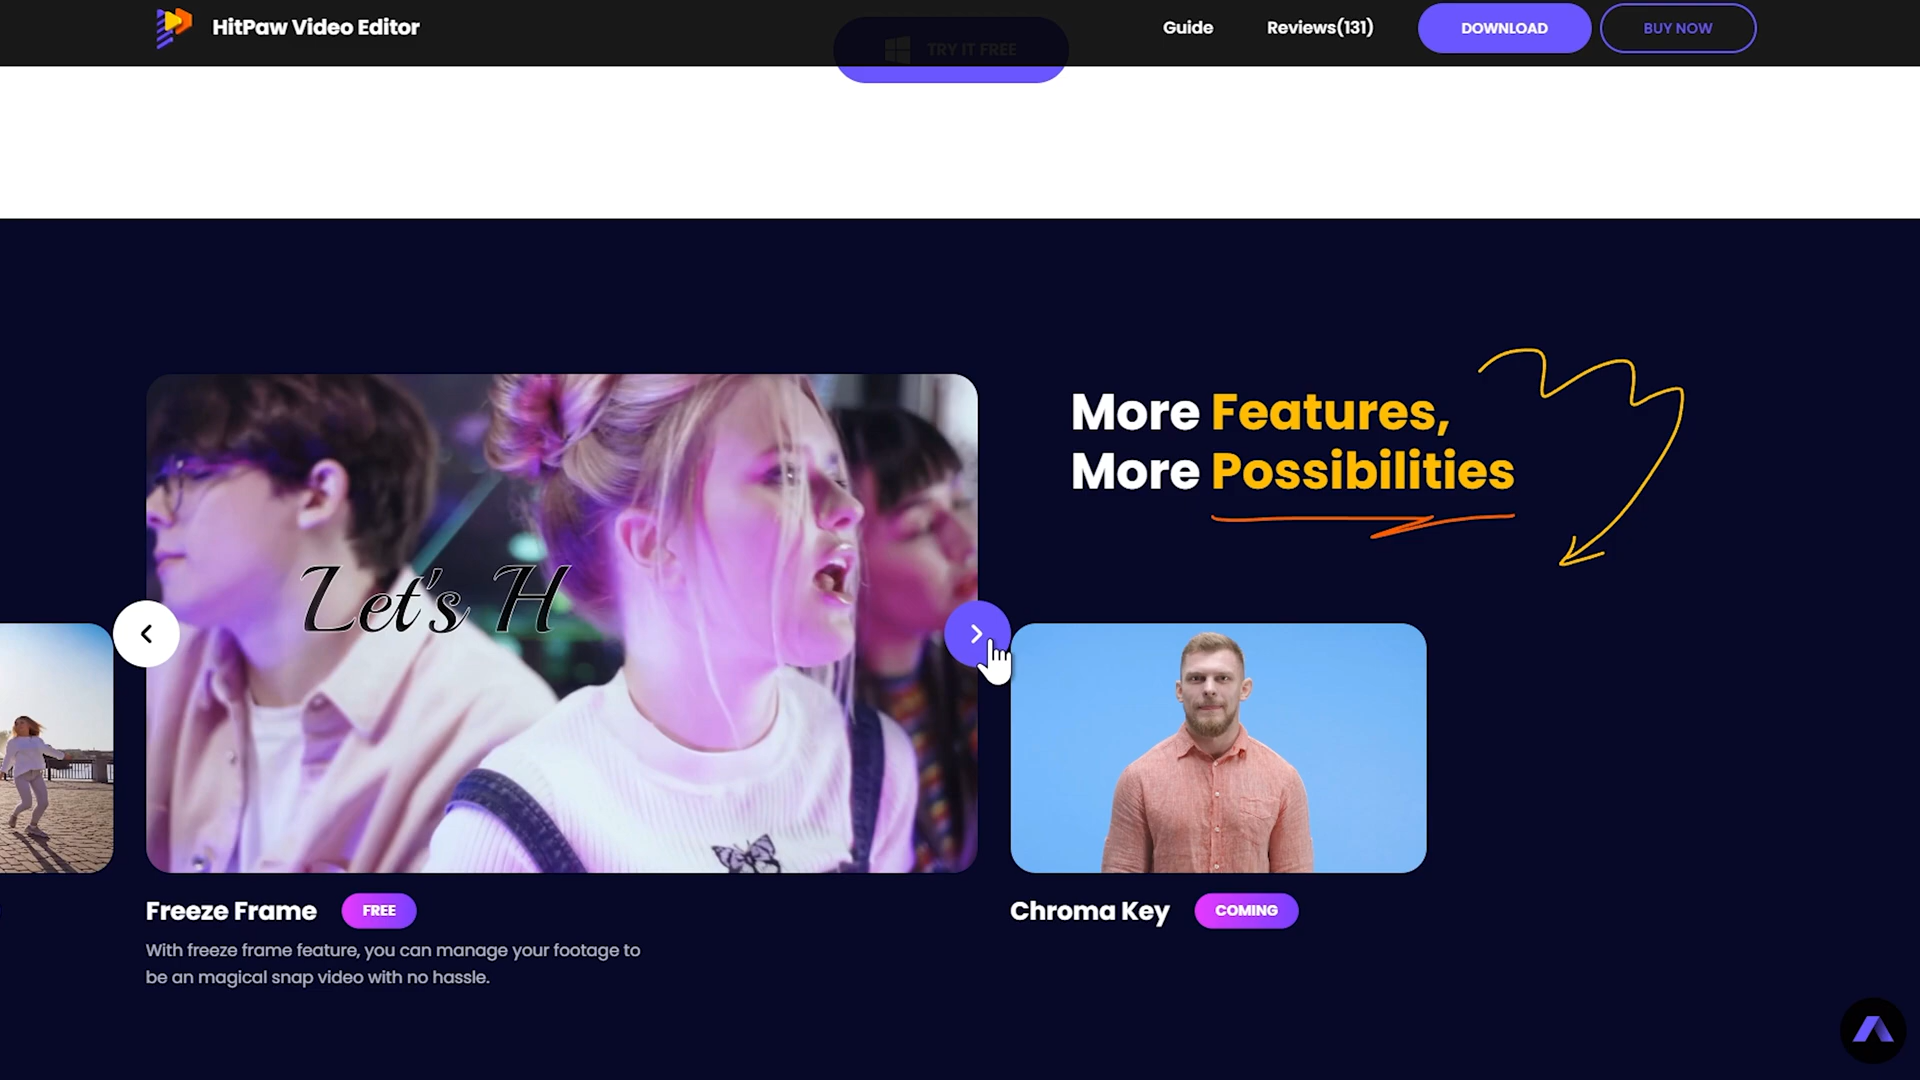 HitPaw Video Editor
TRY IT FREE
Guide
Reviews(131)
DOWNLOAD
BUY NOW
More Features,
More Possibilities
Let's H
Freeze Frame
FREE
With freeze frame feature, you can manage your footage to
be an magical snap video with no hassle.
Chroma Key
COMING